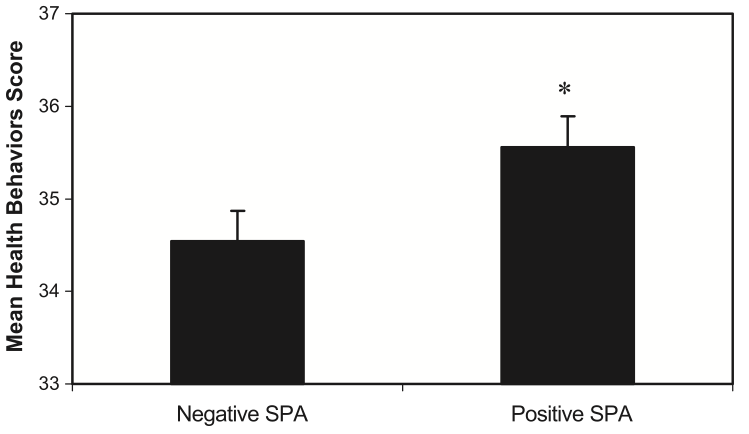 Mean Health Behaviors Score
37
36
35
34
33
*
Negative SPA
Positive SPA